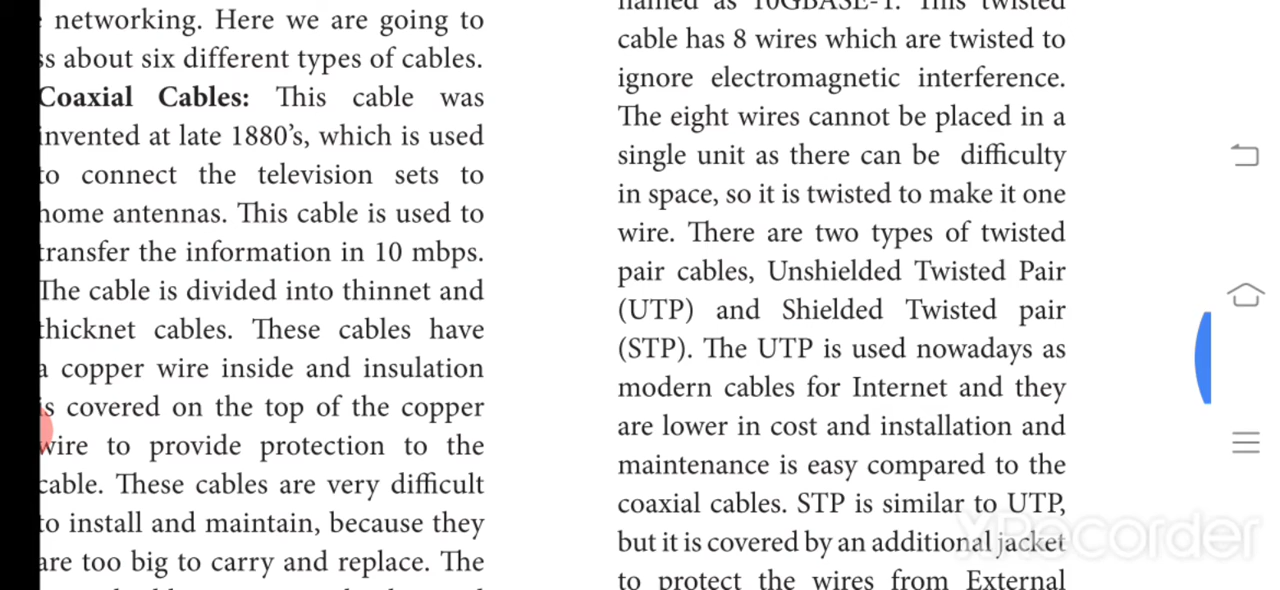 networking. Here we are going to
about six different types of cables.
Coaxial Cables: This cable was
invented at late 1880's, which is used
to connect the television sets to
home antennas. This cable is used to
transfer the information in 10 mbps.
The cable is divided into thinnet and
thicknet cables. These cables have
a copper wire inside and insulation
is covered on the top of the copper
wire to provide protection to the
cable. These cables are very difficult
to install and maintain, because they
are too big to carry and replace. The
named as 10GBASE-T. This twisted
cable has 8 wires which are twisted to
ignore electromagnetic interference.
The eight wires cannot be placed in a
single unit as there can be difficulty
in space, so it is twisted to make it one
wire. There are two types of twisted
pair cables, Unshielded Twisted Pair
(UTP) and Shielded Twisted pair
(STP). The UTP is used nowadays as
modern cables for Internet and they
are lower in cost and installation and
maintenance is easy compared to the
coaxial cables. STP is similar to UTP,
but it is covered by an additional jacket
to protect the wires from External
XRecorder